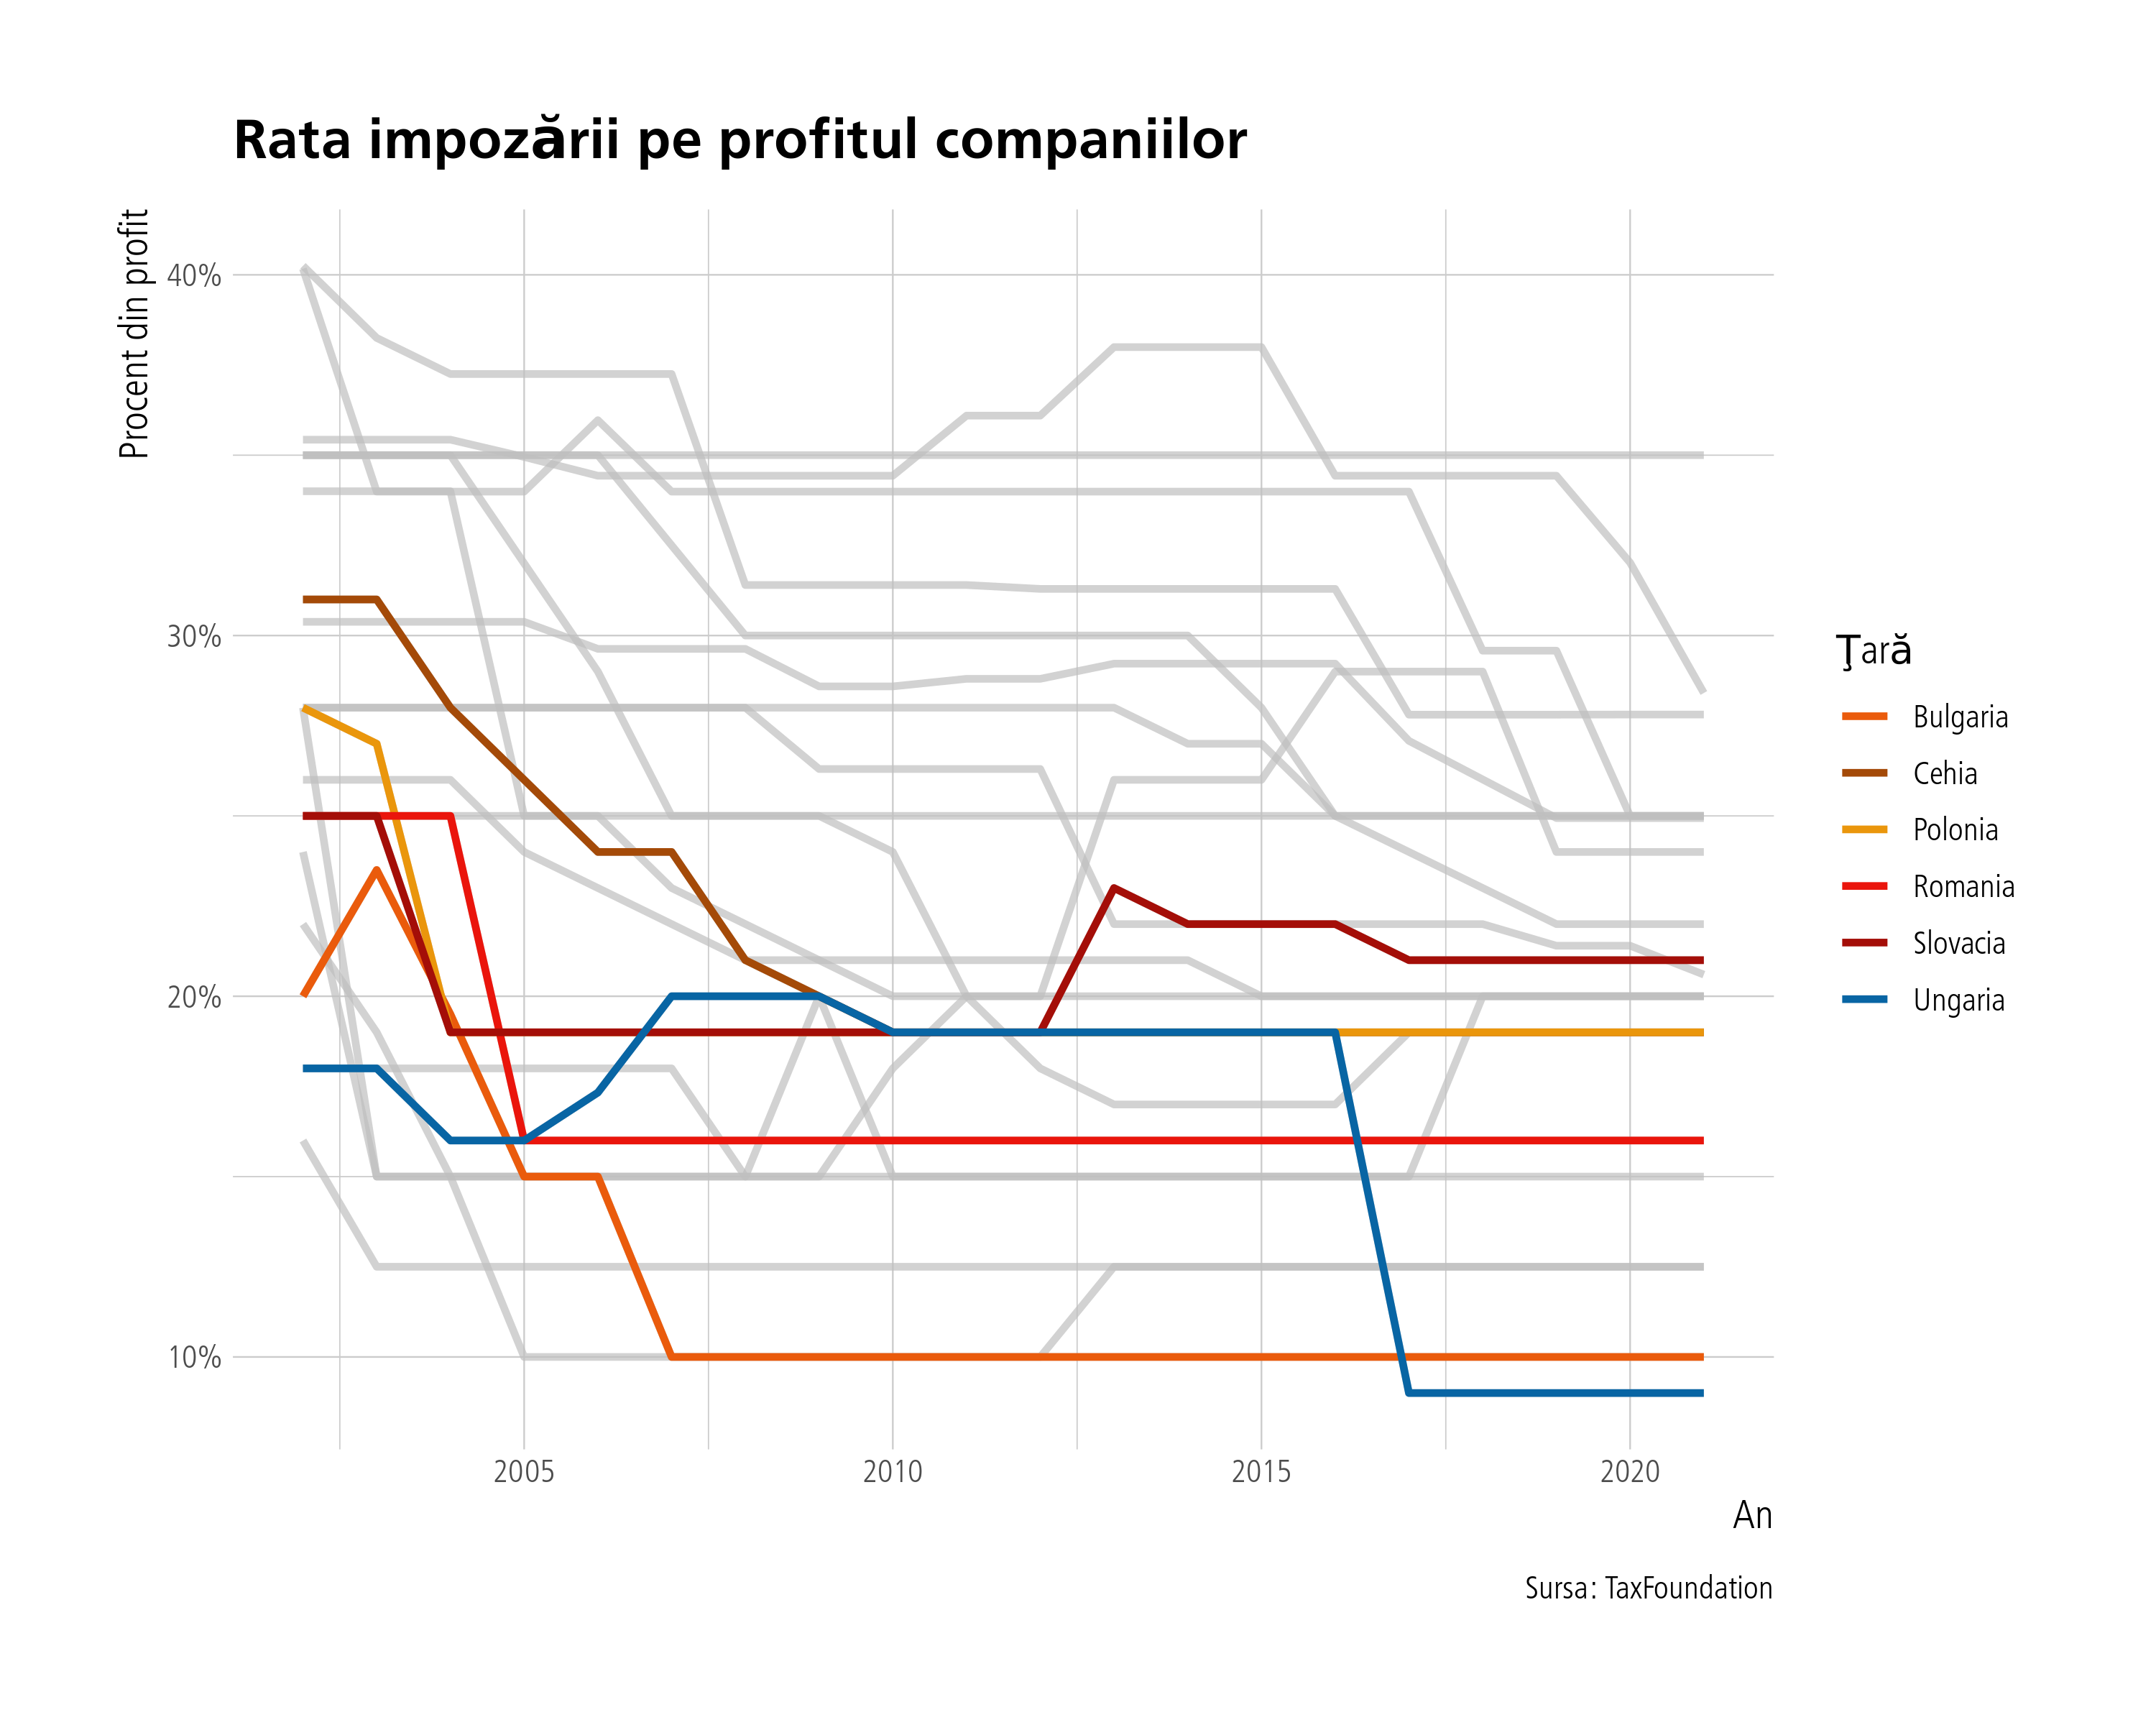 Rata impozării pe profitul companiilor
Procent din profit
40%
30%
20%
10%
2005
2010
2015
2020
An
Ţară
Bulgaria
Cehia
Polonia
Romania
Slovacia
Ungaria
Sursa: TaxFoundation